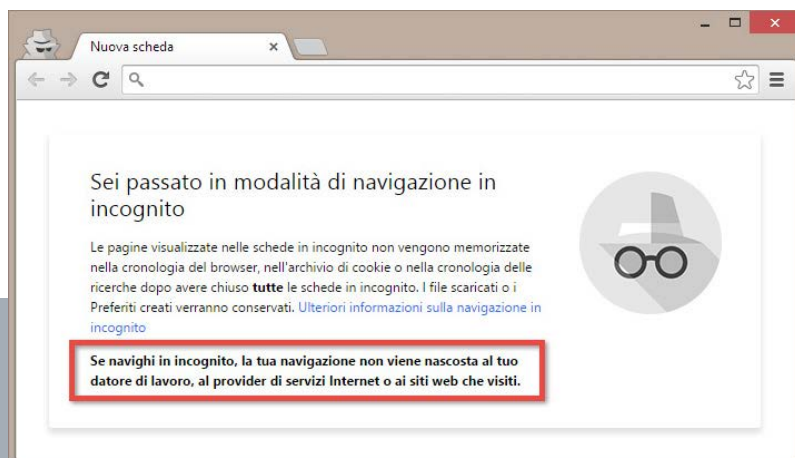 Nuova scheda
Sei passato in modalità di navigazione in
incognito
Le pagine visualizzate nelle schede in incognito non vengono memorizzate
nella cronologia del browser, nell'archivio di cookie o nella cronologia delle
ricerche dopo avere chiuso tutte le schede in incognito. I file scaricati o i
Preferiti creati verranno conservati. Ulteriori informazioni sulla navigazione in
incognito
Se navighi in incognito, la tua navigazione non viene nascosta al tuo
datore di lavoro, al provider di servizi Internet o ai siti web che visiti.